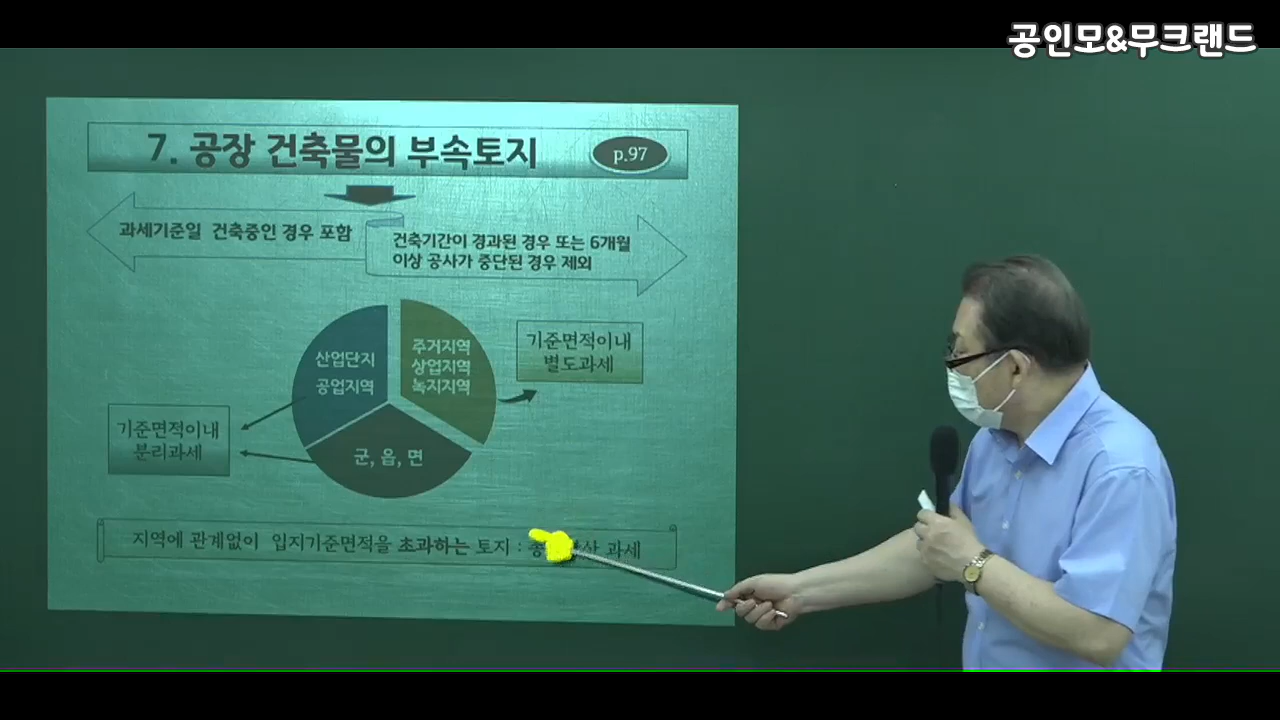 공인모&무크랜드
7. 공장 건축물의 부속토지
p.97
과세기준일 건축중인 경우 포함
건축기간이 경과된 경우 또는 6개월
이상 공사가 중단된 경우 제외
산업단지
공업지역
주거지역
상업지역
녹지지역
기준면적이내
별도과세
기준면적이내
분리과세
군, 읍, 면
지역에 관계없이 입지기준면적을 초과하는 토지 : 과세